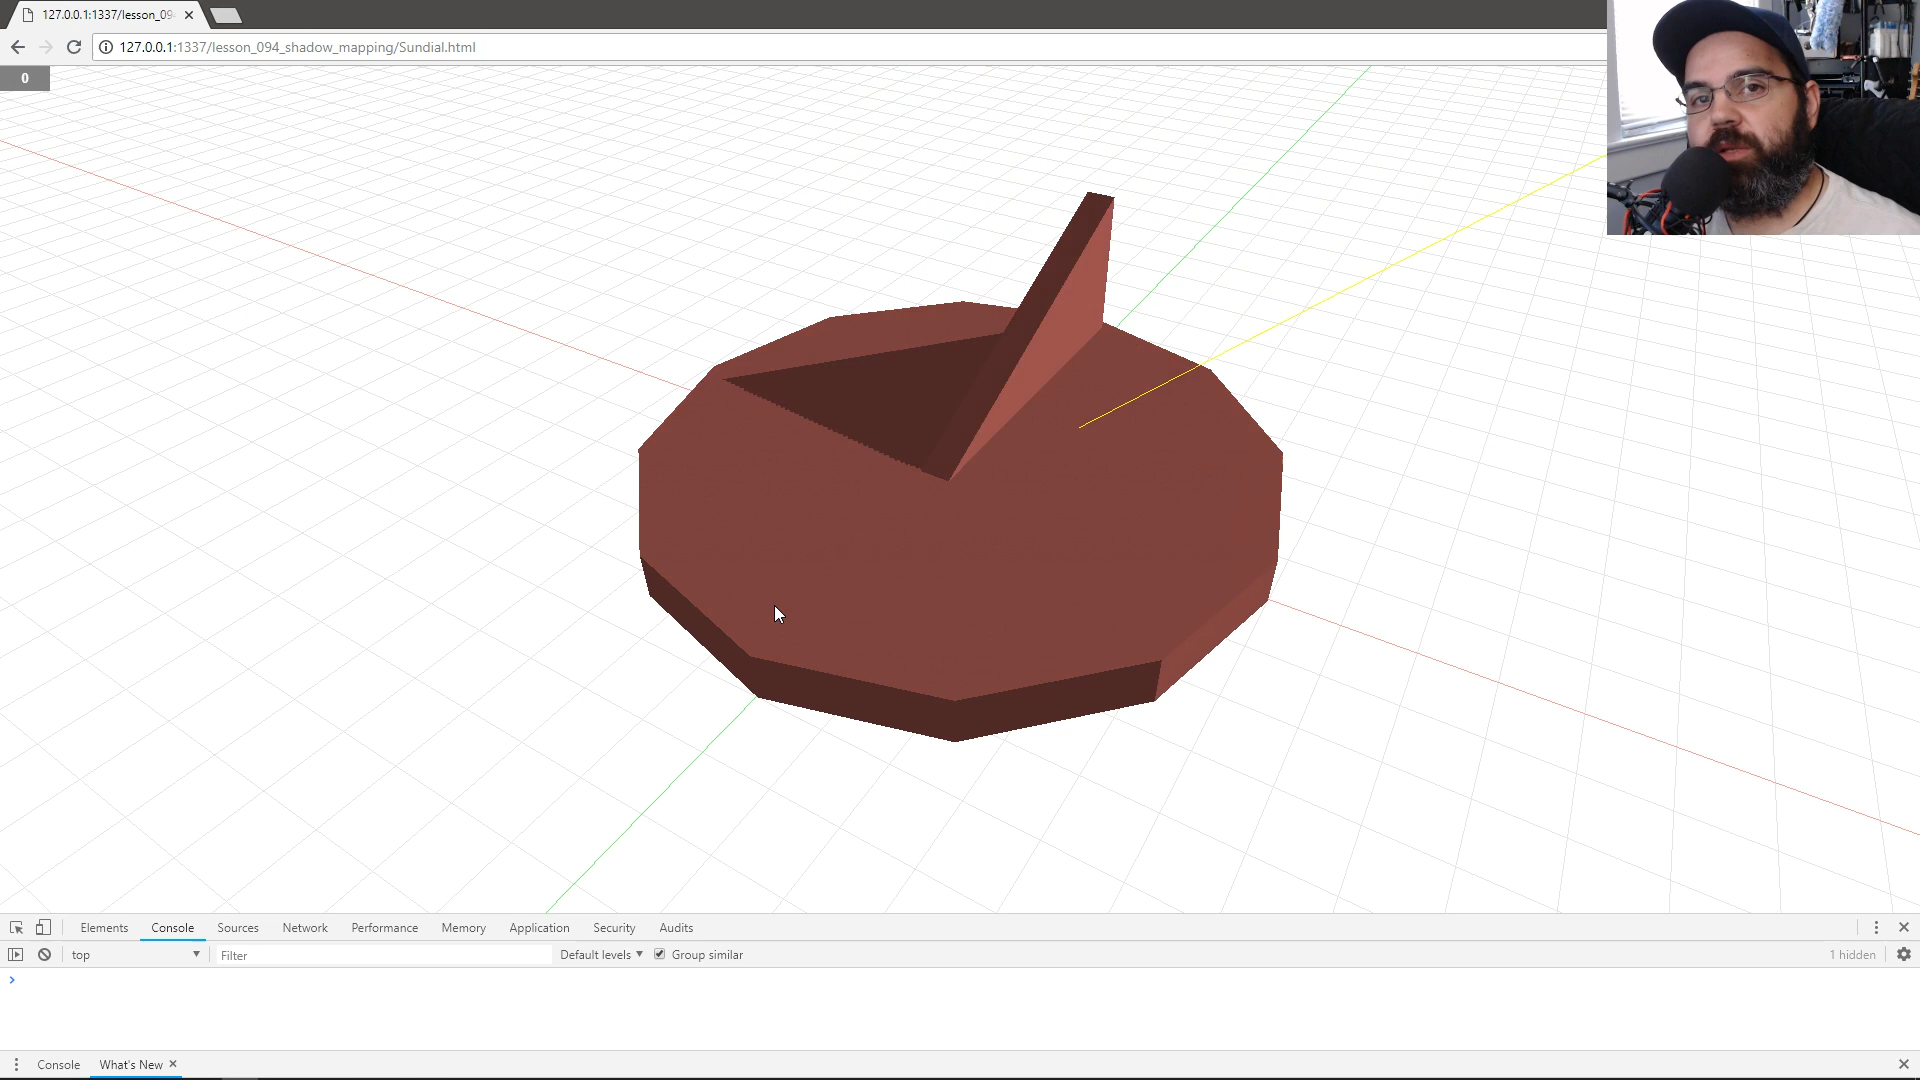 127.0.0.1:1337/lesson_09
127.0.0.1:1337/lesson_094_shadow_mapping/Sundial.html
0
Elements Console Sources Network Performance Memory Application Security Audits
top Filter Default levels Group similar 1 hidden
Console What's New